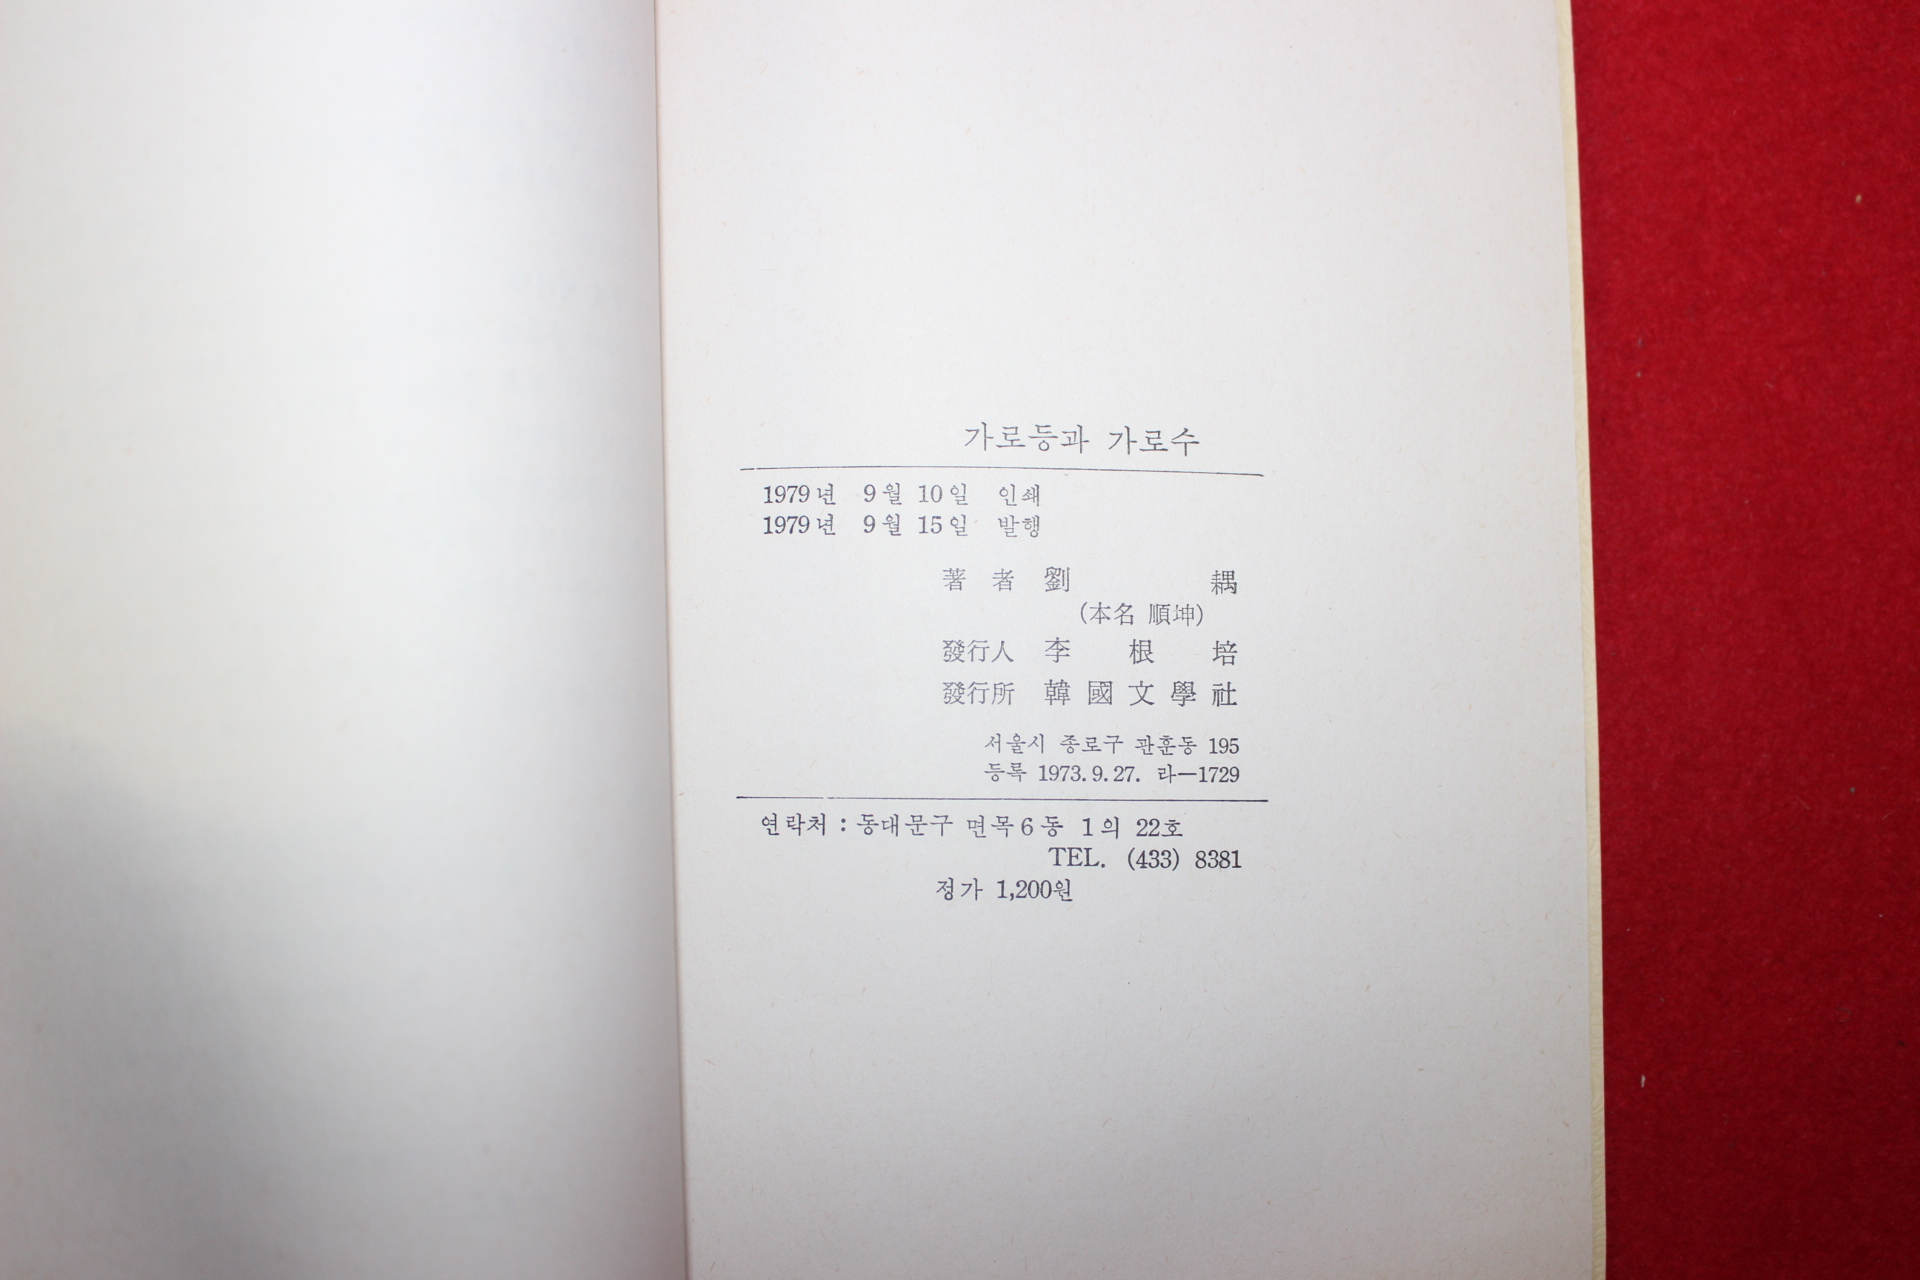 가로등과 가로수
1979년 9월 10일 인쇄
1979년 9월 15일 발행
著者 劉 耦
(本名 順坤)
發行人 李根培
發行所 韓國文學社
서울시 종로구 관훈동 195
등록 1973. 9. 27. 라—1729
연락처 : 동대문구 면목6동 1의 22호
TEL. (433) 8381
정가 1,200원